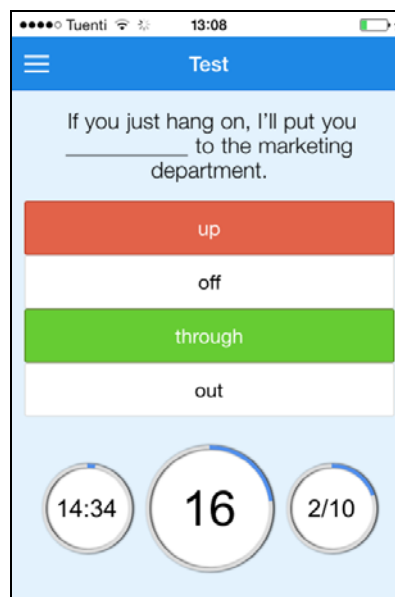 Tuenti 13:08
Test
If you just hang on, I'll put you
___________ to the marketing
department.
up
off
through
out
14:34 16 2/10